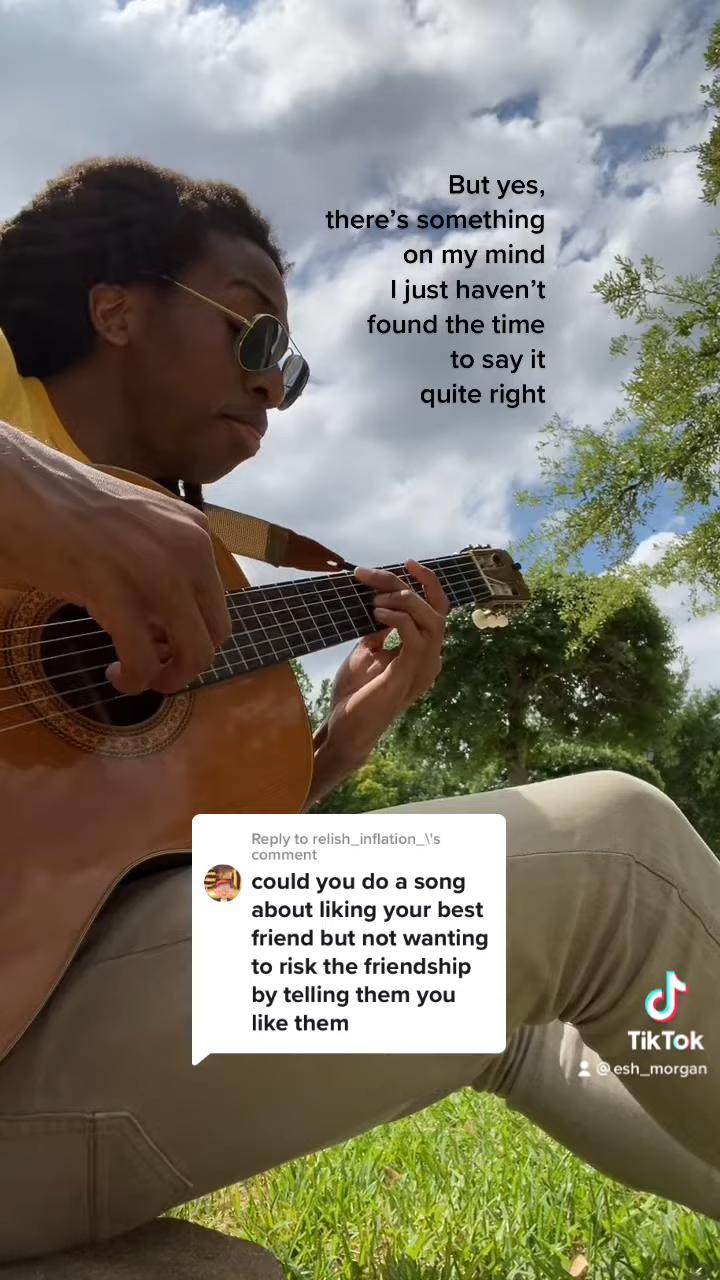 But yes,
there's something
on my mind
I just haven't
found the time
to say it
quite right
Reply to relish_inflation_\'s
comment
could you do a song
about liking your best
friend but not wanting
to risk the friendship
by telling them you
like them
TikTok
@esh_morgan